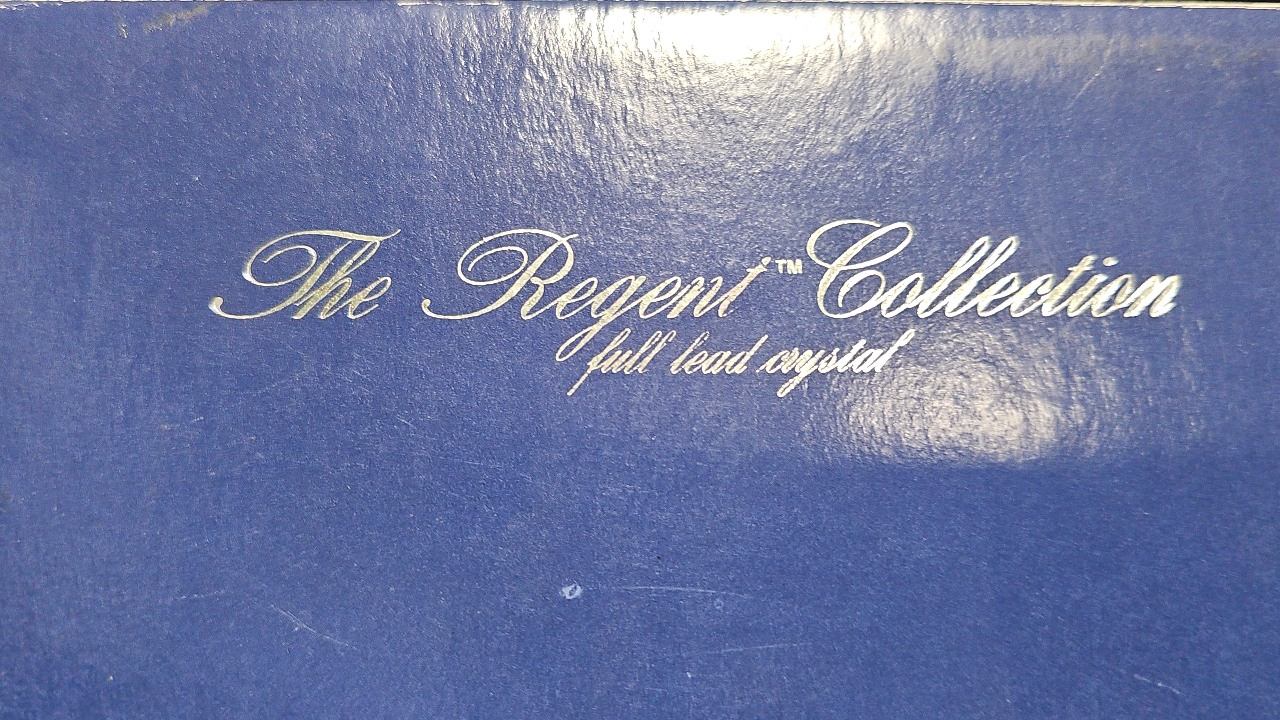 The Regent™ Collection
full lead crystal